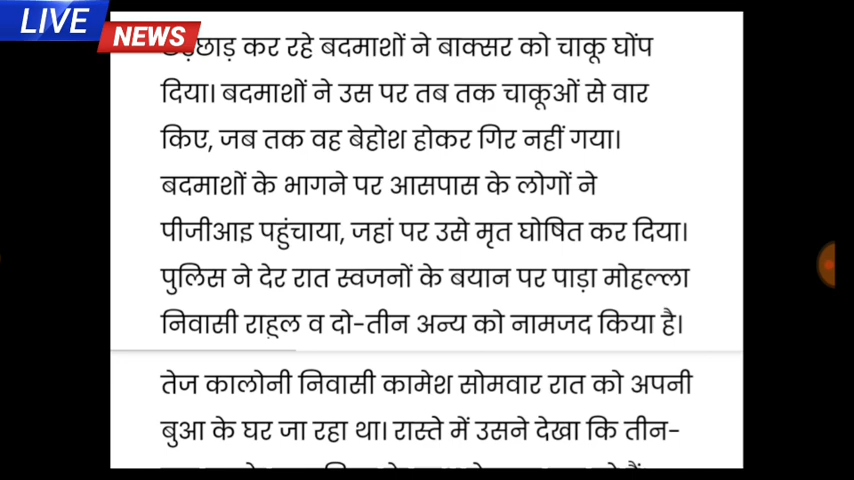 LIVE
NEWS
छेड़छाड़ कर रहे बदमाशों ने बाक्सर को चाकू घोंप
दिया। बदमाशों ने उस पर तब तक चाकूओं से वार
किए, जब तक वह बेहोश होकर गिर नहीं गया।
बदमाशों के भागने पर आसपास के लोगों ने
पीजीआइ पहुंचाया, जहां पर उसे मृत घोषित कर दिया।
पुलिस ने देर रात स्वजनों के बयान पर पाड़ा मोहल्ला
निवासी राहूल व दो-तीन अन्य को नामजद किया है।
तेज कालोनी निवासी कामेश सोमवार रात को अपनी
बुआ के घर जा रहा था। रास्ते में उसने देखा कि तीन-